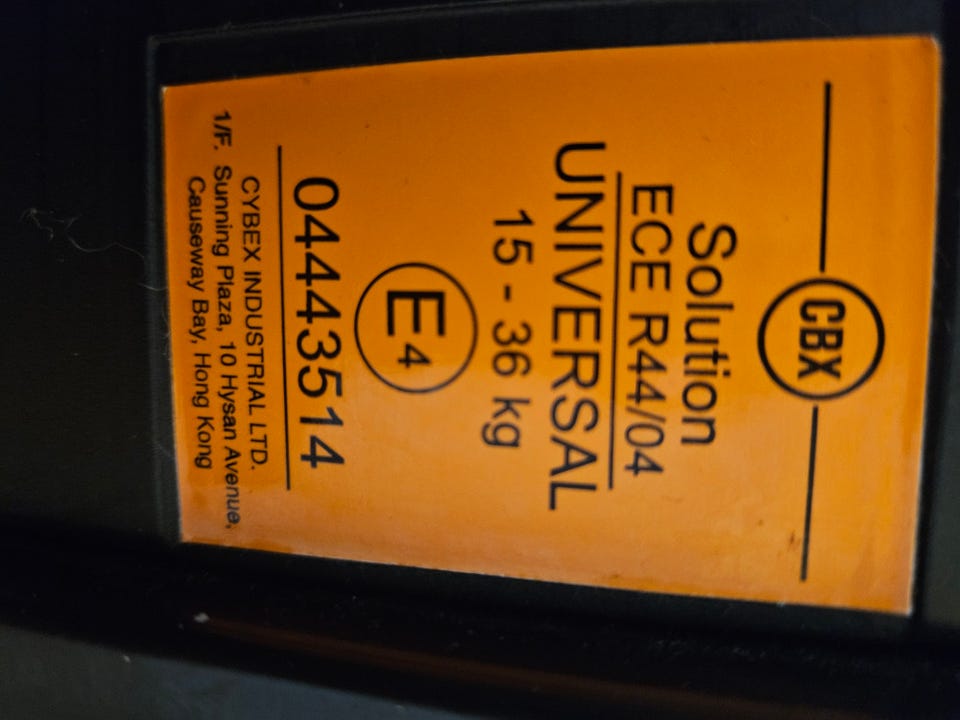 CBX
Solution
ECE R44/04
UNIVERSAL
15 - 36 kg
E4
04443514
CYBEX INDUSTRIAL LTD.
1/F. Sunning Plaza, 10 Hysan Avenue,
Causeway Bay, Hong Kong